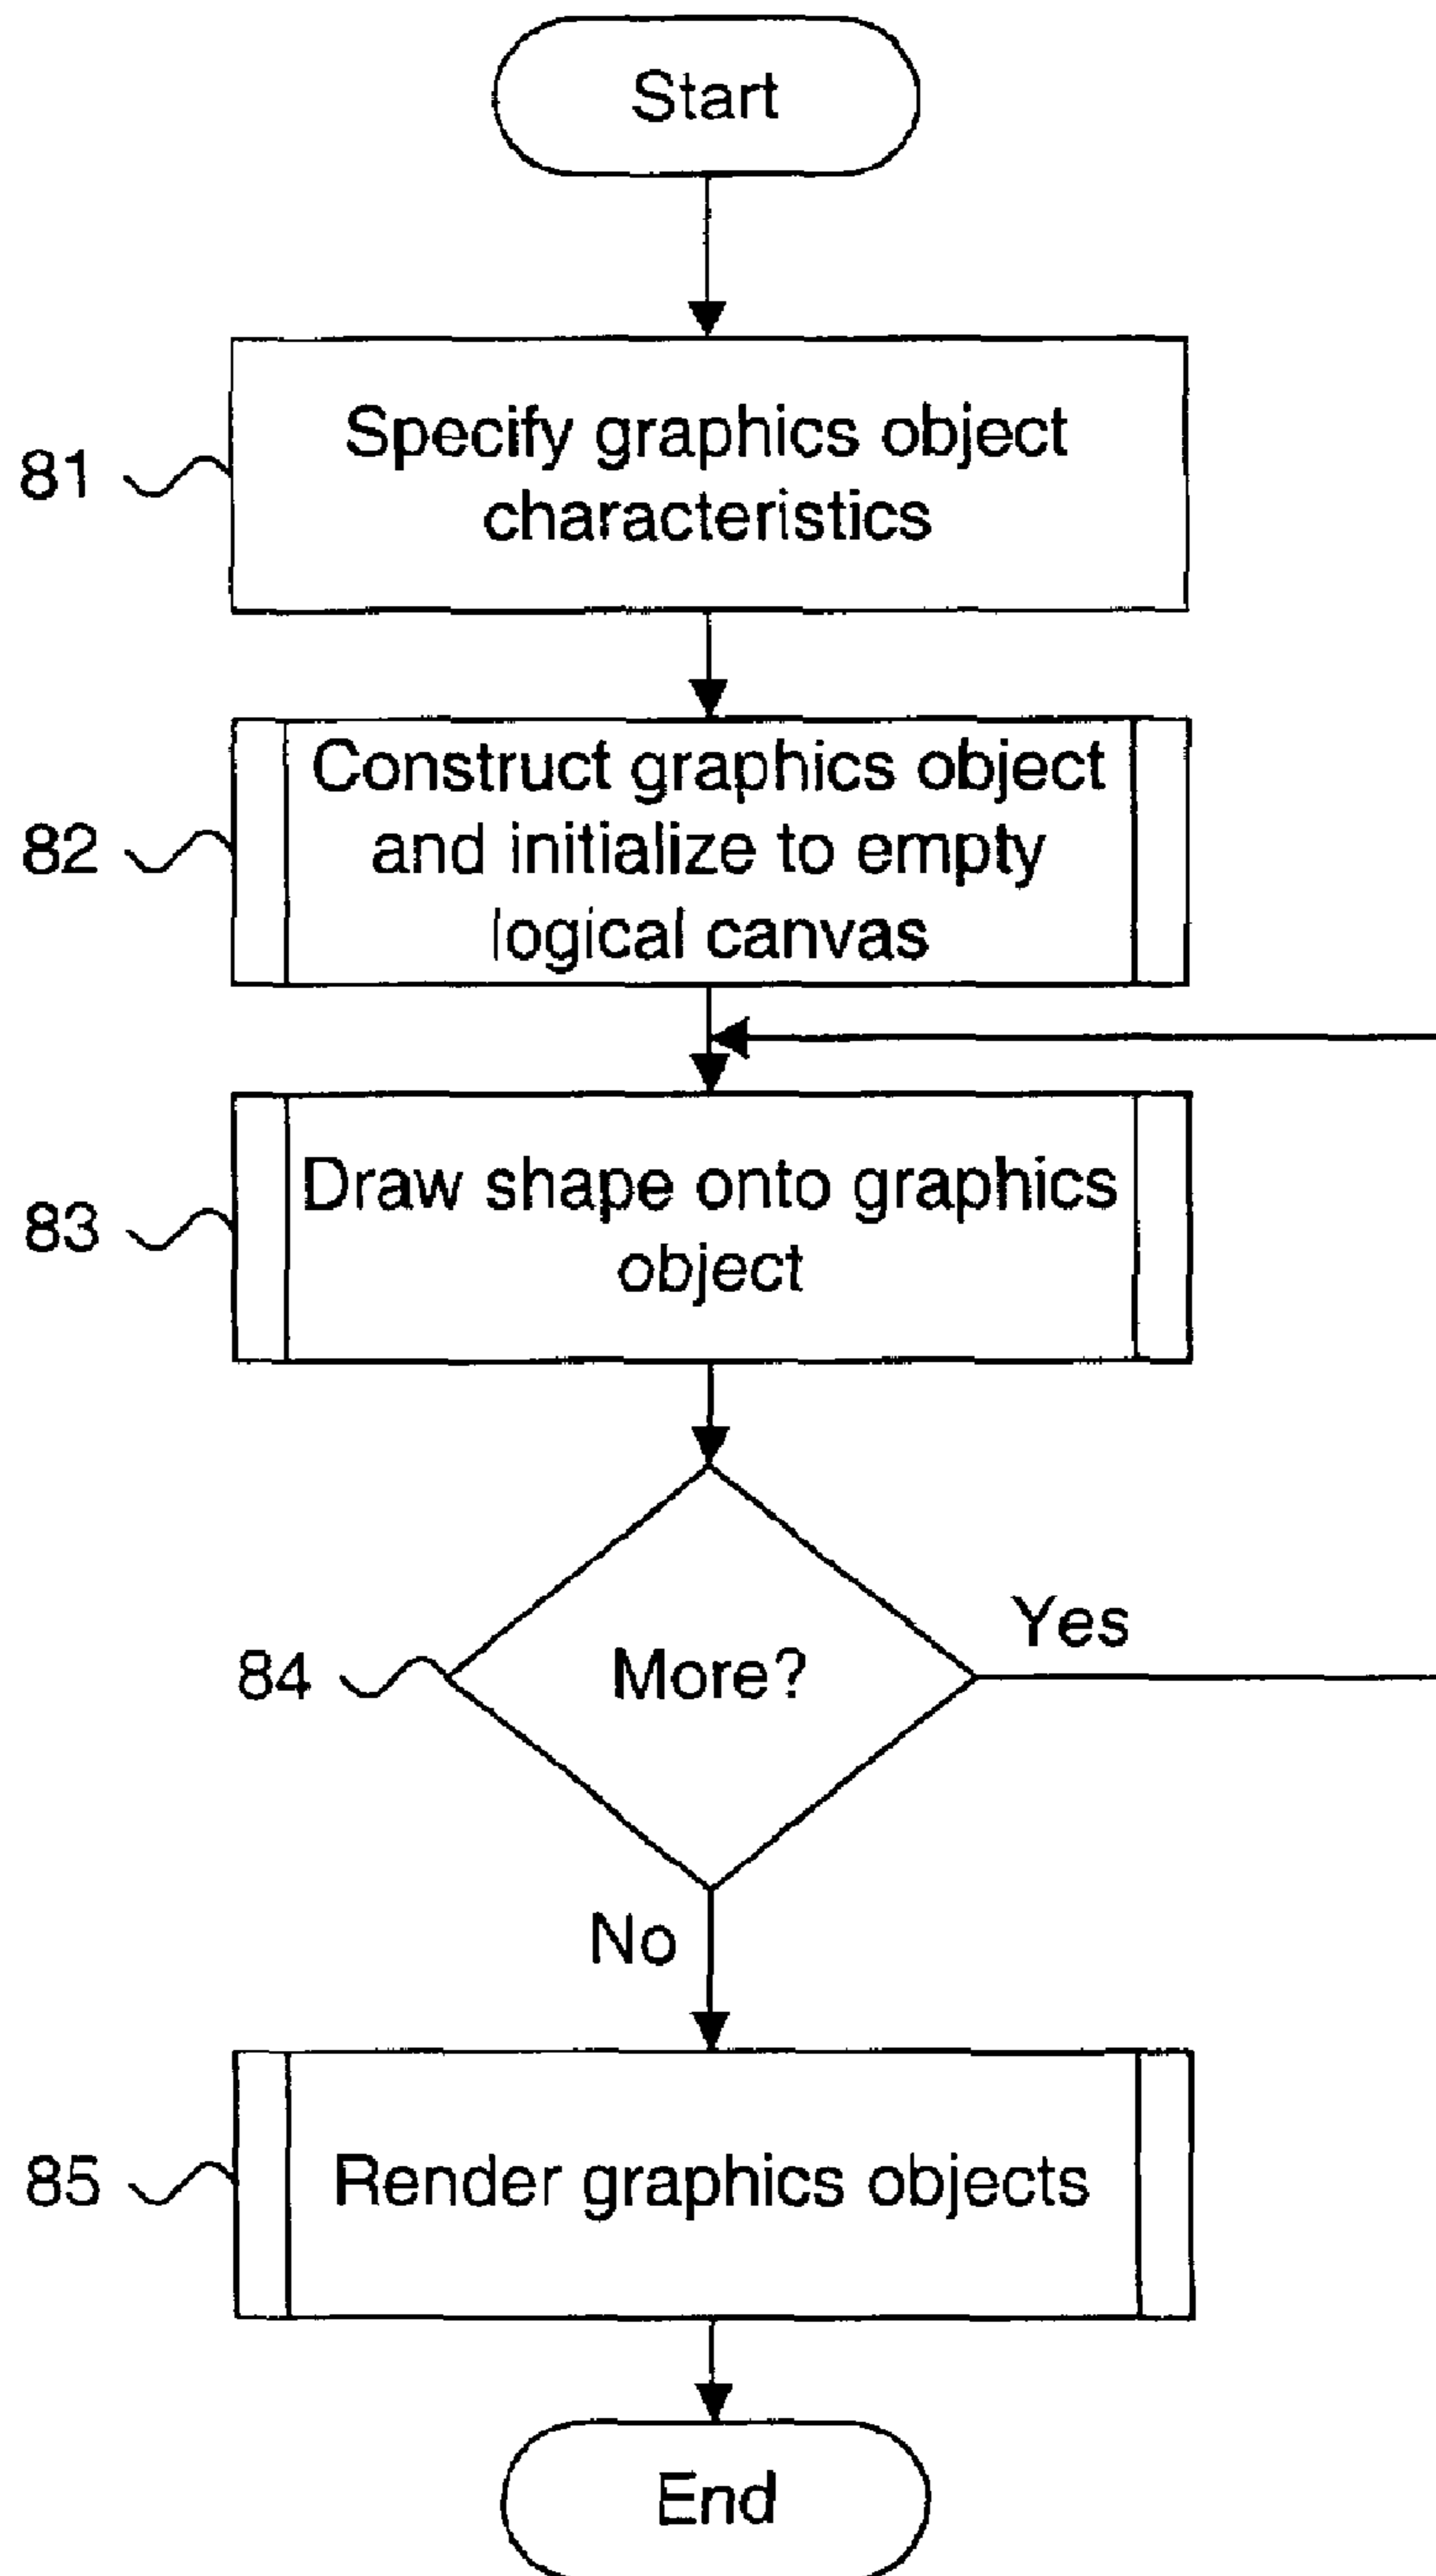 Start
81
Specify graphics object
characteristics
82
Construct graphics object
and initialize to empty
logical canvas
83
Draw shape onto graphics
object
84
More?
Yes
No
85
Render graphics objects
End